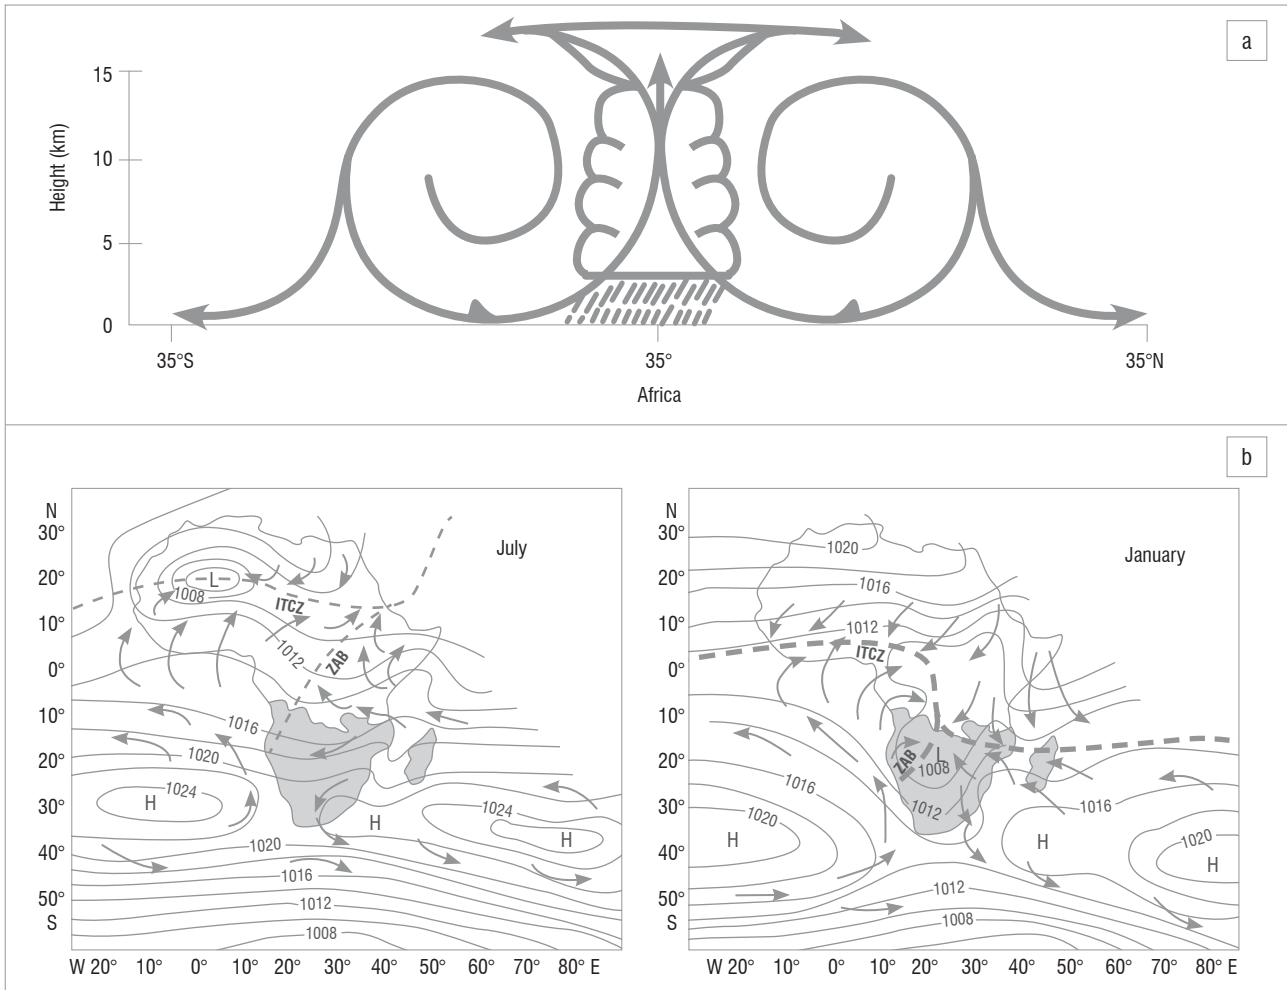 a
15
10
5
0
Height (km)
35°S
35°
35°N
Africa
b
N
30°
20°
10°
0°
10°
20°
30°
40°
50°
S
July
L
1008
ITCZ
1012
ZAB
1016
1020
1024
H
H
1024
H
1020
1016
1012
1008
W 20° 10° 0° 10° 20° 30° 40° 50° 60° 70° 80° E
N
30°
20°
10°
0°
10°
20°
30°
40°
50°
S
January
1020
1016
1012
ITCZ
ZAB
L
1008
1012
1016
1020
H
1016
H
1020
H
1012
1008
W 20° 10° 0° 10° 20° 30° 40° 50° 60° 70° 80° E